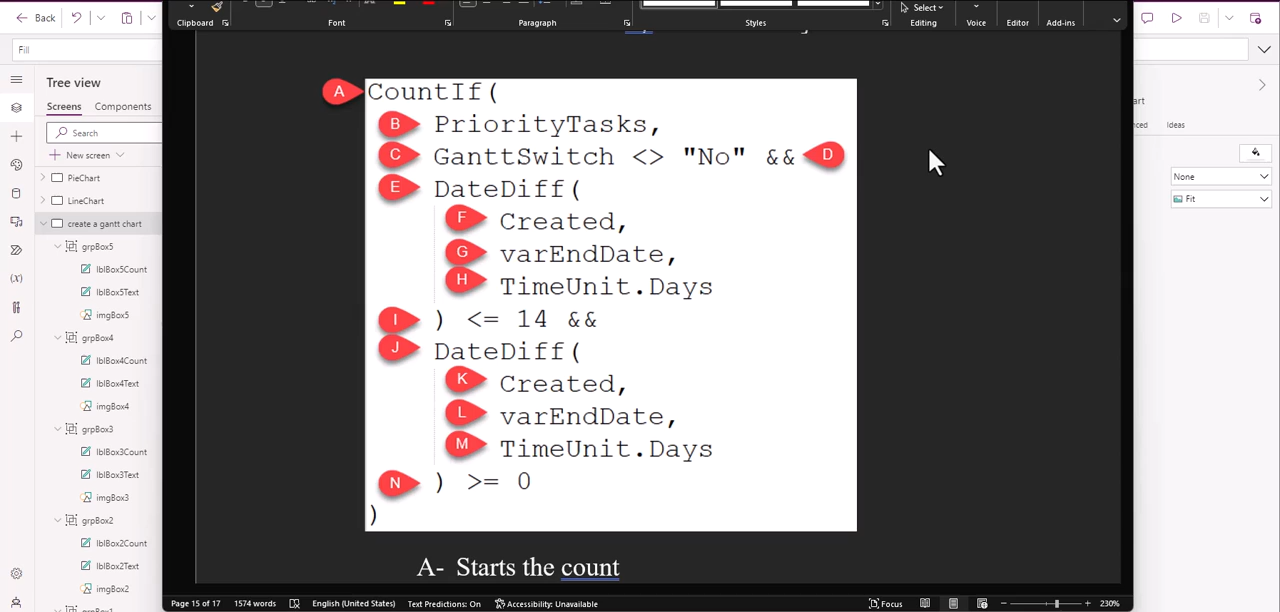 Back
Clipboard
Font
Paragraph
Styles
Select
Editing
Voice
Editor
Add-ins
Fill
Tree view
Screens
Components
Search
New screen
PieChart
LineChart
create a gantt chart
grpBox5
lblBox5Count
lblBox5Text
imgBox5
grpBox4
lblBox4Count
lblBox4Text
imgBox4
grpBox3
lblBox3Count
lblBox3Text
imgBox3
grpBox2
lblBox2Count
lblBox2Text
imgBox2
A CountIf(
B PriorityTasks,
C GanttSwitch <> "No" && D
E DateDiff(
F Created,
G varEndDate,
H TimeUnit.Days
I ) <= 14 &&
J DateDiff(
K Created,
L varEndDate,
M TimeUnit.Days
N ) >= 0
)
A- Starts the count
Ideas
None
Fit
Page 15 of 17
1574 words
English (United States)
Text Predictions: On
Accessibility: Unavailable
Focus
230%